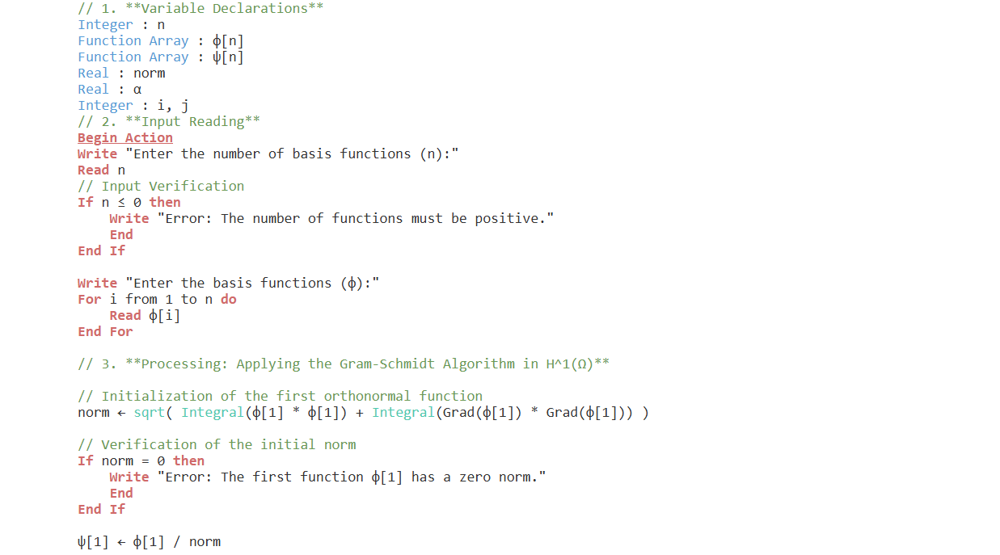 // 1. **Variable Declarations**
Integer : n
Function Array : ϕ[n]
Function Array : ψ[n]
Real : norm
Real : α
Integer : i, j
// 2. **Input Reading**
Begin Action
Write "Enter the number of basis functions (n):"
Read n
// Input Verification
If n ≤ 0 then
    Write "Error: The number of functions must be positive."
    End
End If

Write "Enter the basis functions (ϕ):"
For i from 1 to n do
    Read ϕ[i]
End For

// 3. **Processing: Applying the Gram-Schmidt Algorithm in H^1(Ω)**

// Initialization of the first orthonormal function
norm ← sqrt( Integral(ϕ[1] * ϕ[1]) + Integral(Grad(ϕ[1]) * Grad(ϕ[1])) )

// Verification of the initial norm
If norm = 0 then
    Write "Error: The first function ϕ[1] has a zero norm."
    End
End If

ψ[1] ← ϕ[1] / norm